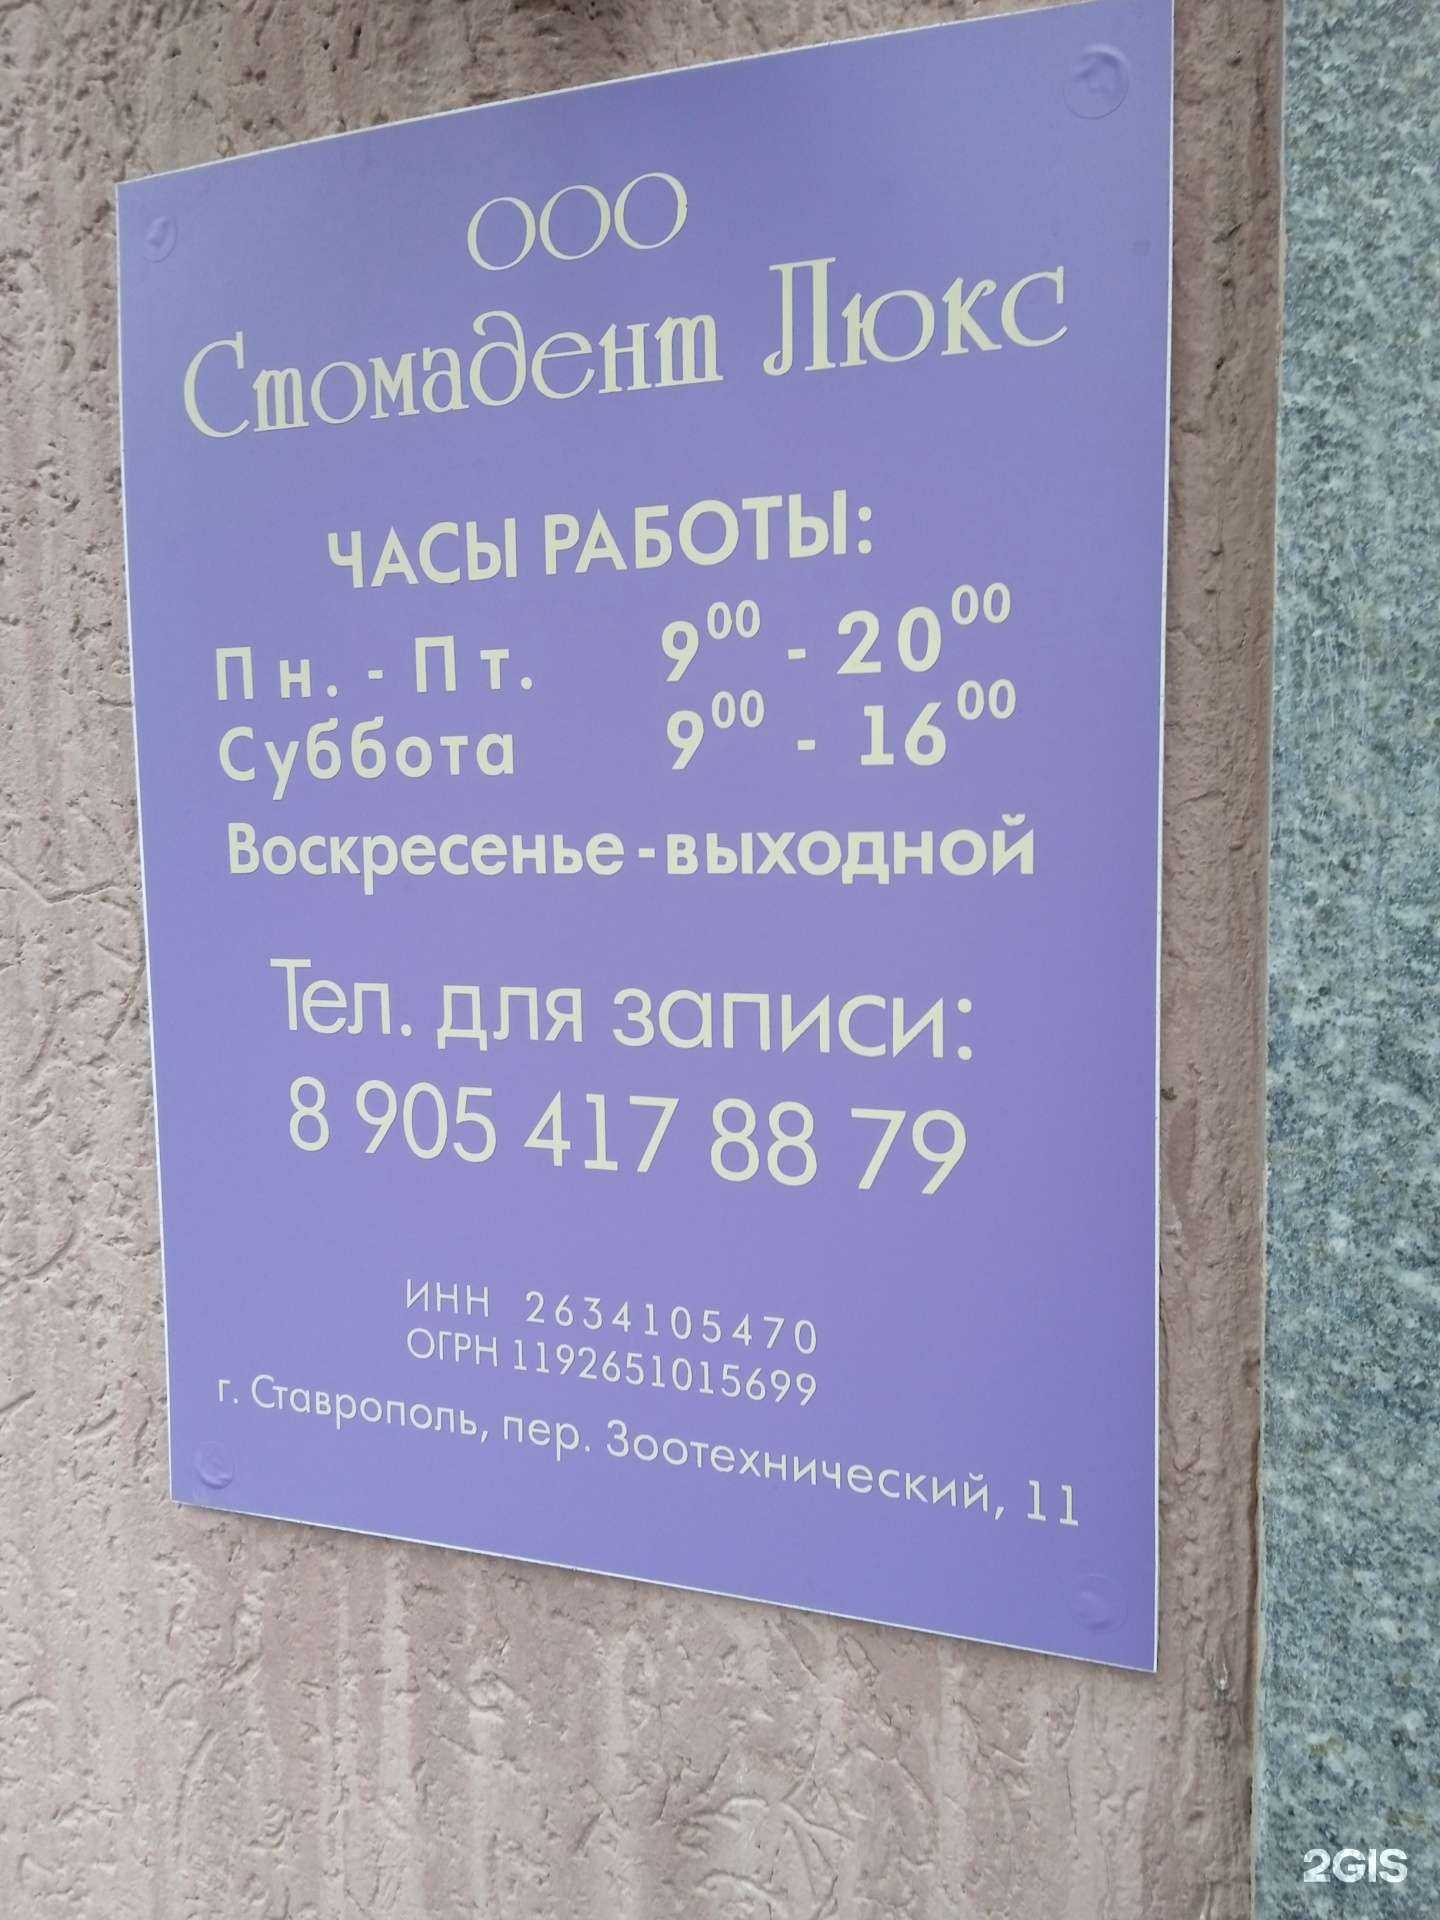 ООО
Стомадент Люкс
ЧАСЫ РАБОТЫ:
Пн. - Пт. 9⁰⁰ - 20⁰⁰
Суббота 9⁰⁰ - 16⁰⁰
Воскресенье - выходной
Тел. для записи:
8 905 417 88 79
ИНН 2634105470
ОГРН 1192651015699
г. Ставрополь, пер. Зоотехнический, 11
2GIS